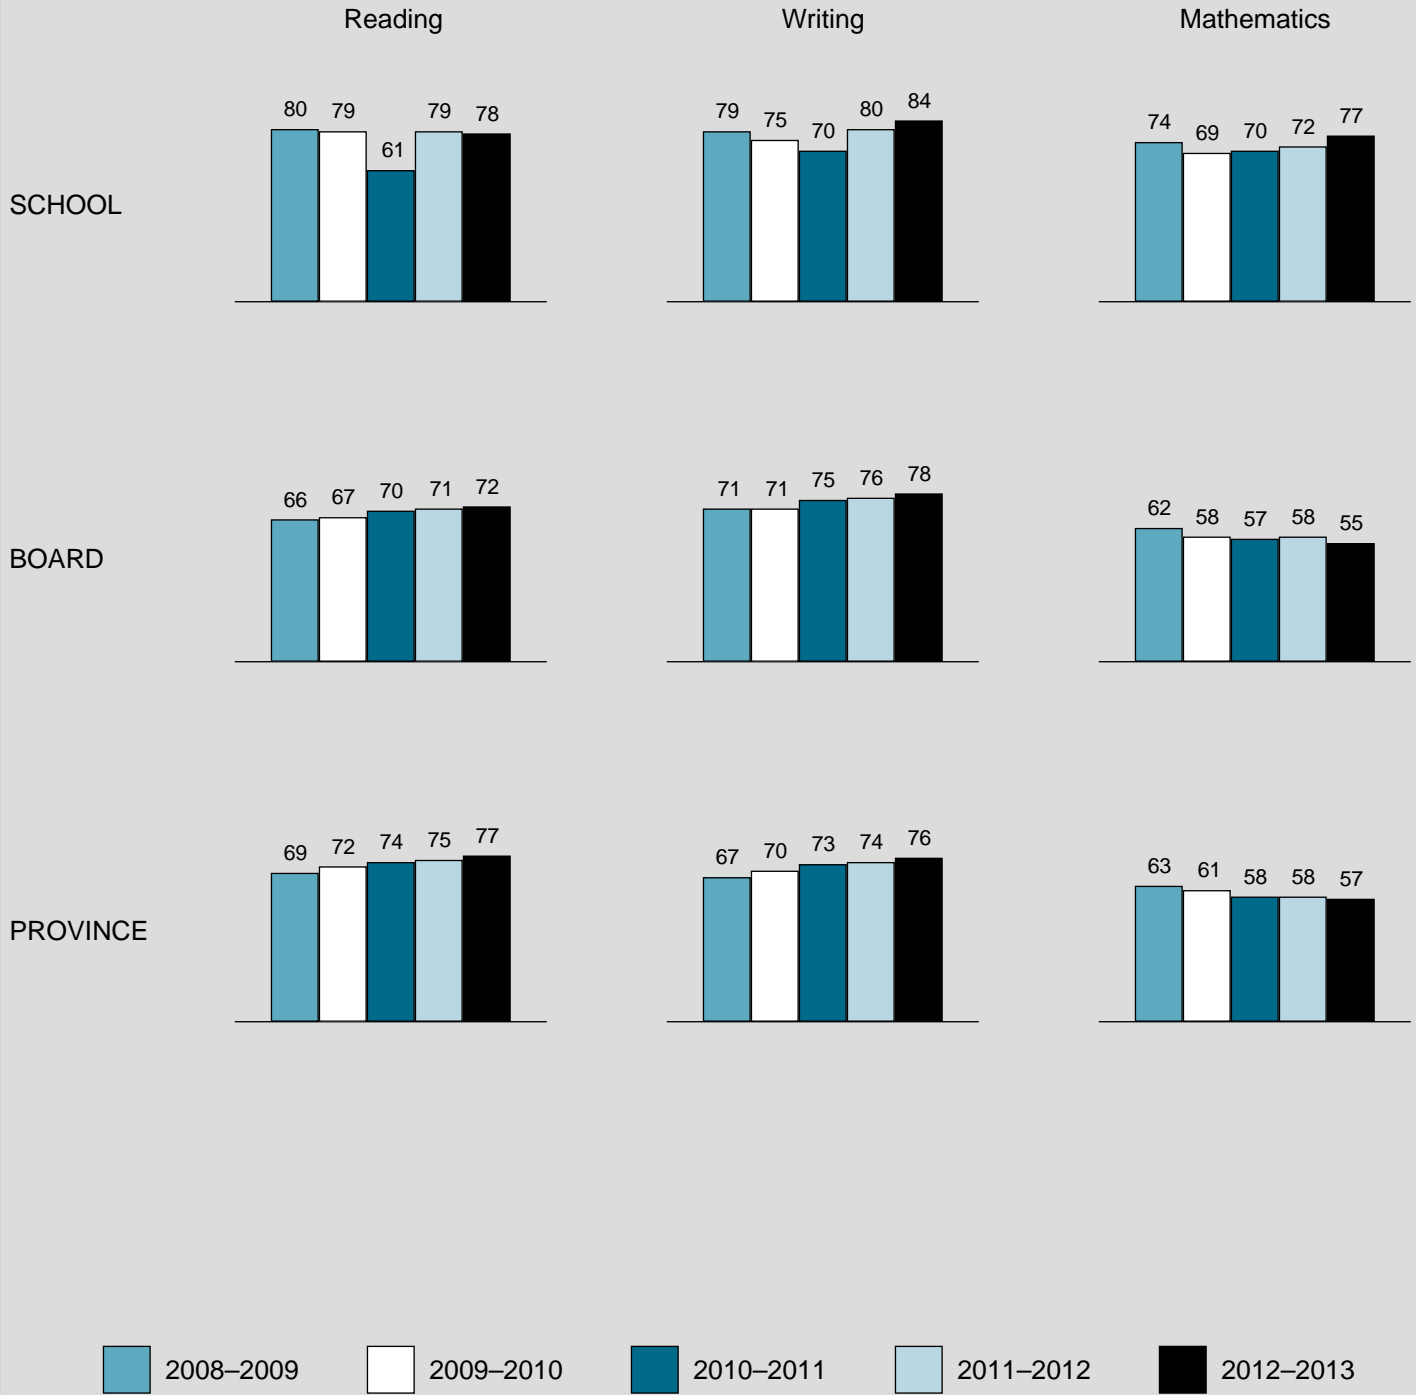 Reading Writing Mathematics
80 79 61 79 78
79 75 70 80 84
74 69 70 72 77
SCHOOL
66 67 70 71 72
71 71 75 76 78
62 58 57 58 55
BOARD
69 72 74 75 77
67 70 73 74 76
63 61 58 58 57
PROVINCE
2008–2009 2009–2010 2010–2011 2011–2012 2012–2013